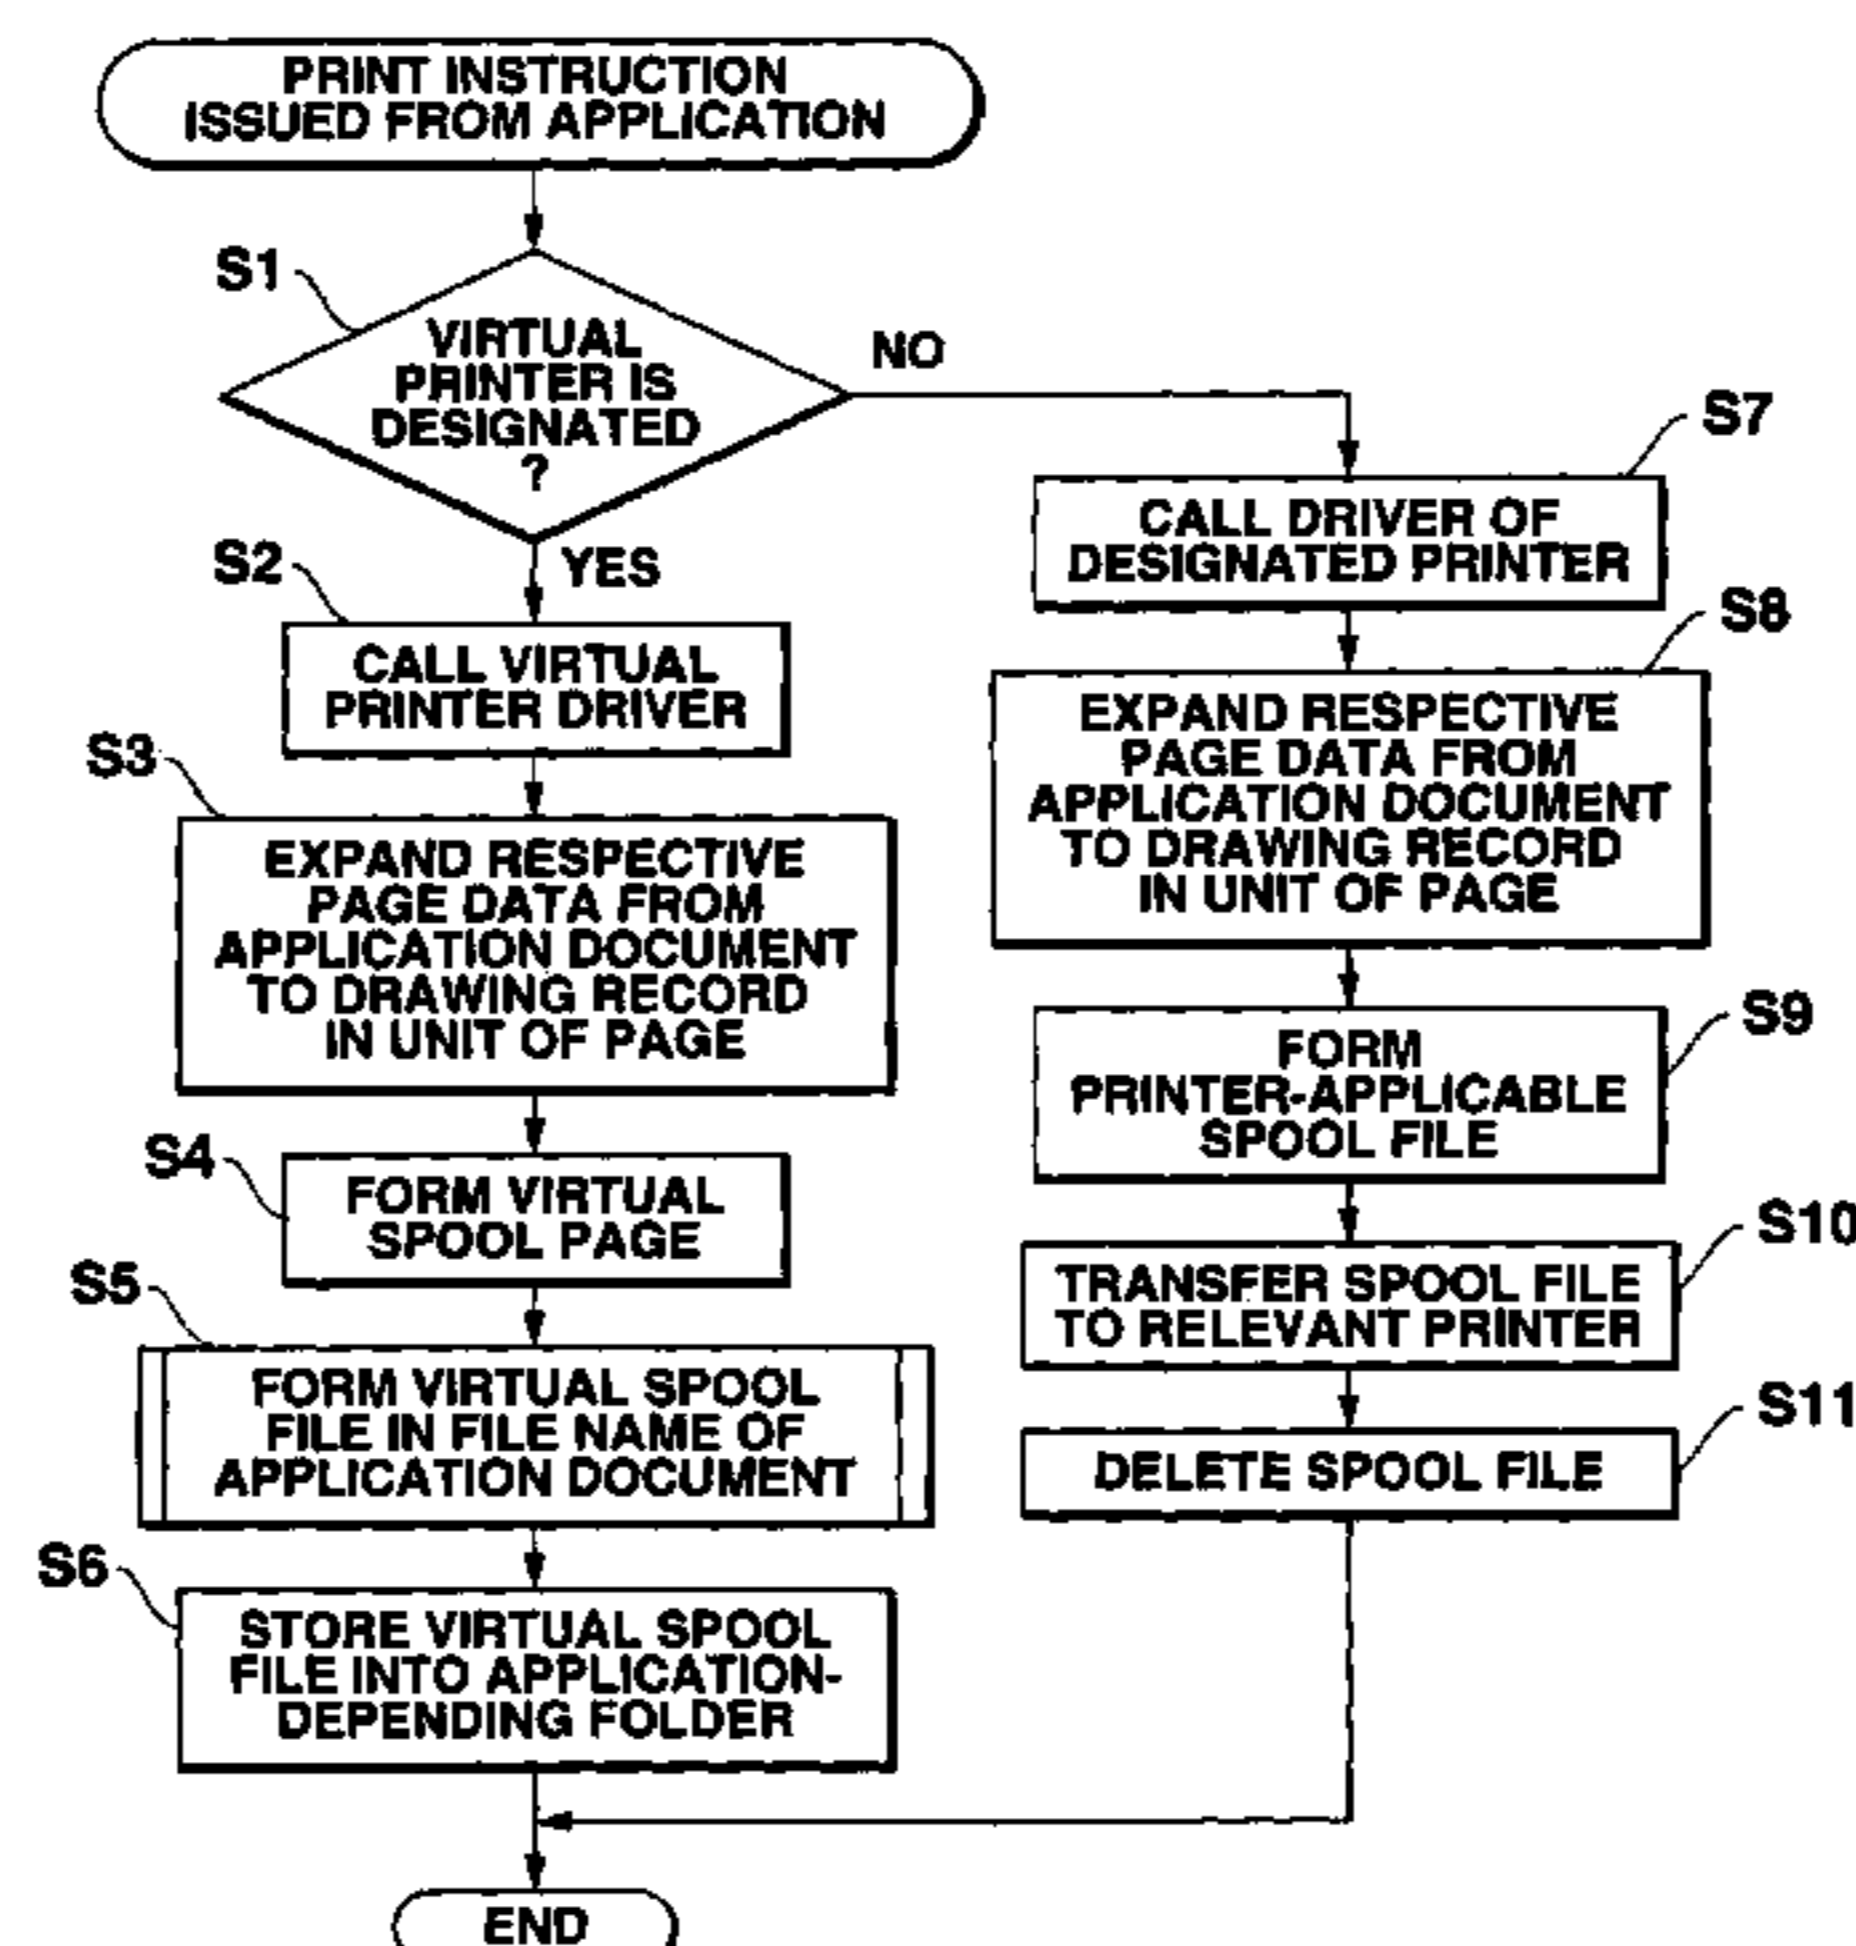 PRINT INSTRUCTION
ISSUED FROM APPLICATION
S1
VIRTUAL
PRINTER IS
DESIGNATED
?
NO
YES
S2
CALL VIRTUAL
PRINTER DRIVER
S3
EXPAND RESPECTIVE
PAGE DATA FROM
APPLICATION DOCUMENT
TO DRAWING RECORD
IN UNIT OF PAGE
S4
FORM VIRTUAL
SPOOL PAGE
S5
FORM VIRTUAL SPOOL
FILE IN FILE NAME OF
APPLICATION DOCUMENT
S6
STORE VIRTUAL SPOOL
FILE INTO APPLICATION-
DEPENDING FOLDER
S7
CALL DRIVER OF
DESIGNATED PRINTER
S8
EXPAND RESPECTIVE
PAGE DATA FROM
APPLICATION DOCUMENT
TO DRAWING RECORD
IN UNIT OF PAGE
S9
FORM
PRINTER-APPLICABLE
SPOOL FILE
S10
TRANSFER SPOOL FILE
TO RELEVANT PRINTER
S11
DELETE SPOOL FILE
END